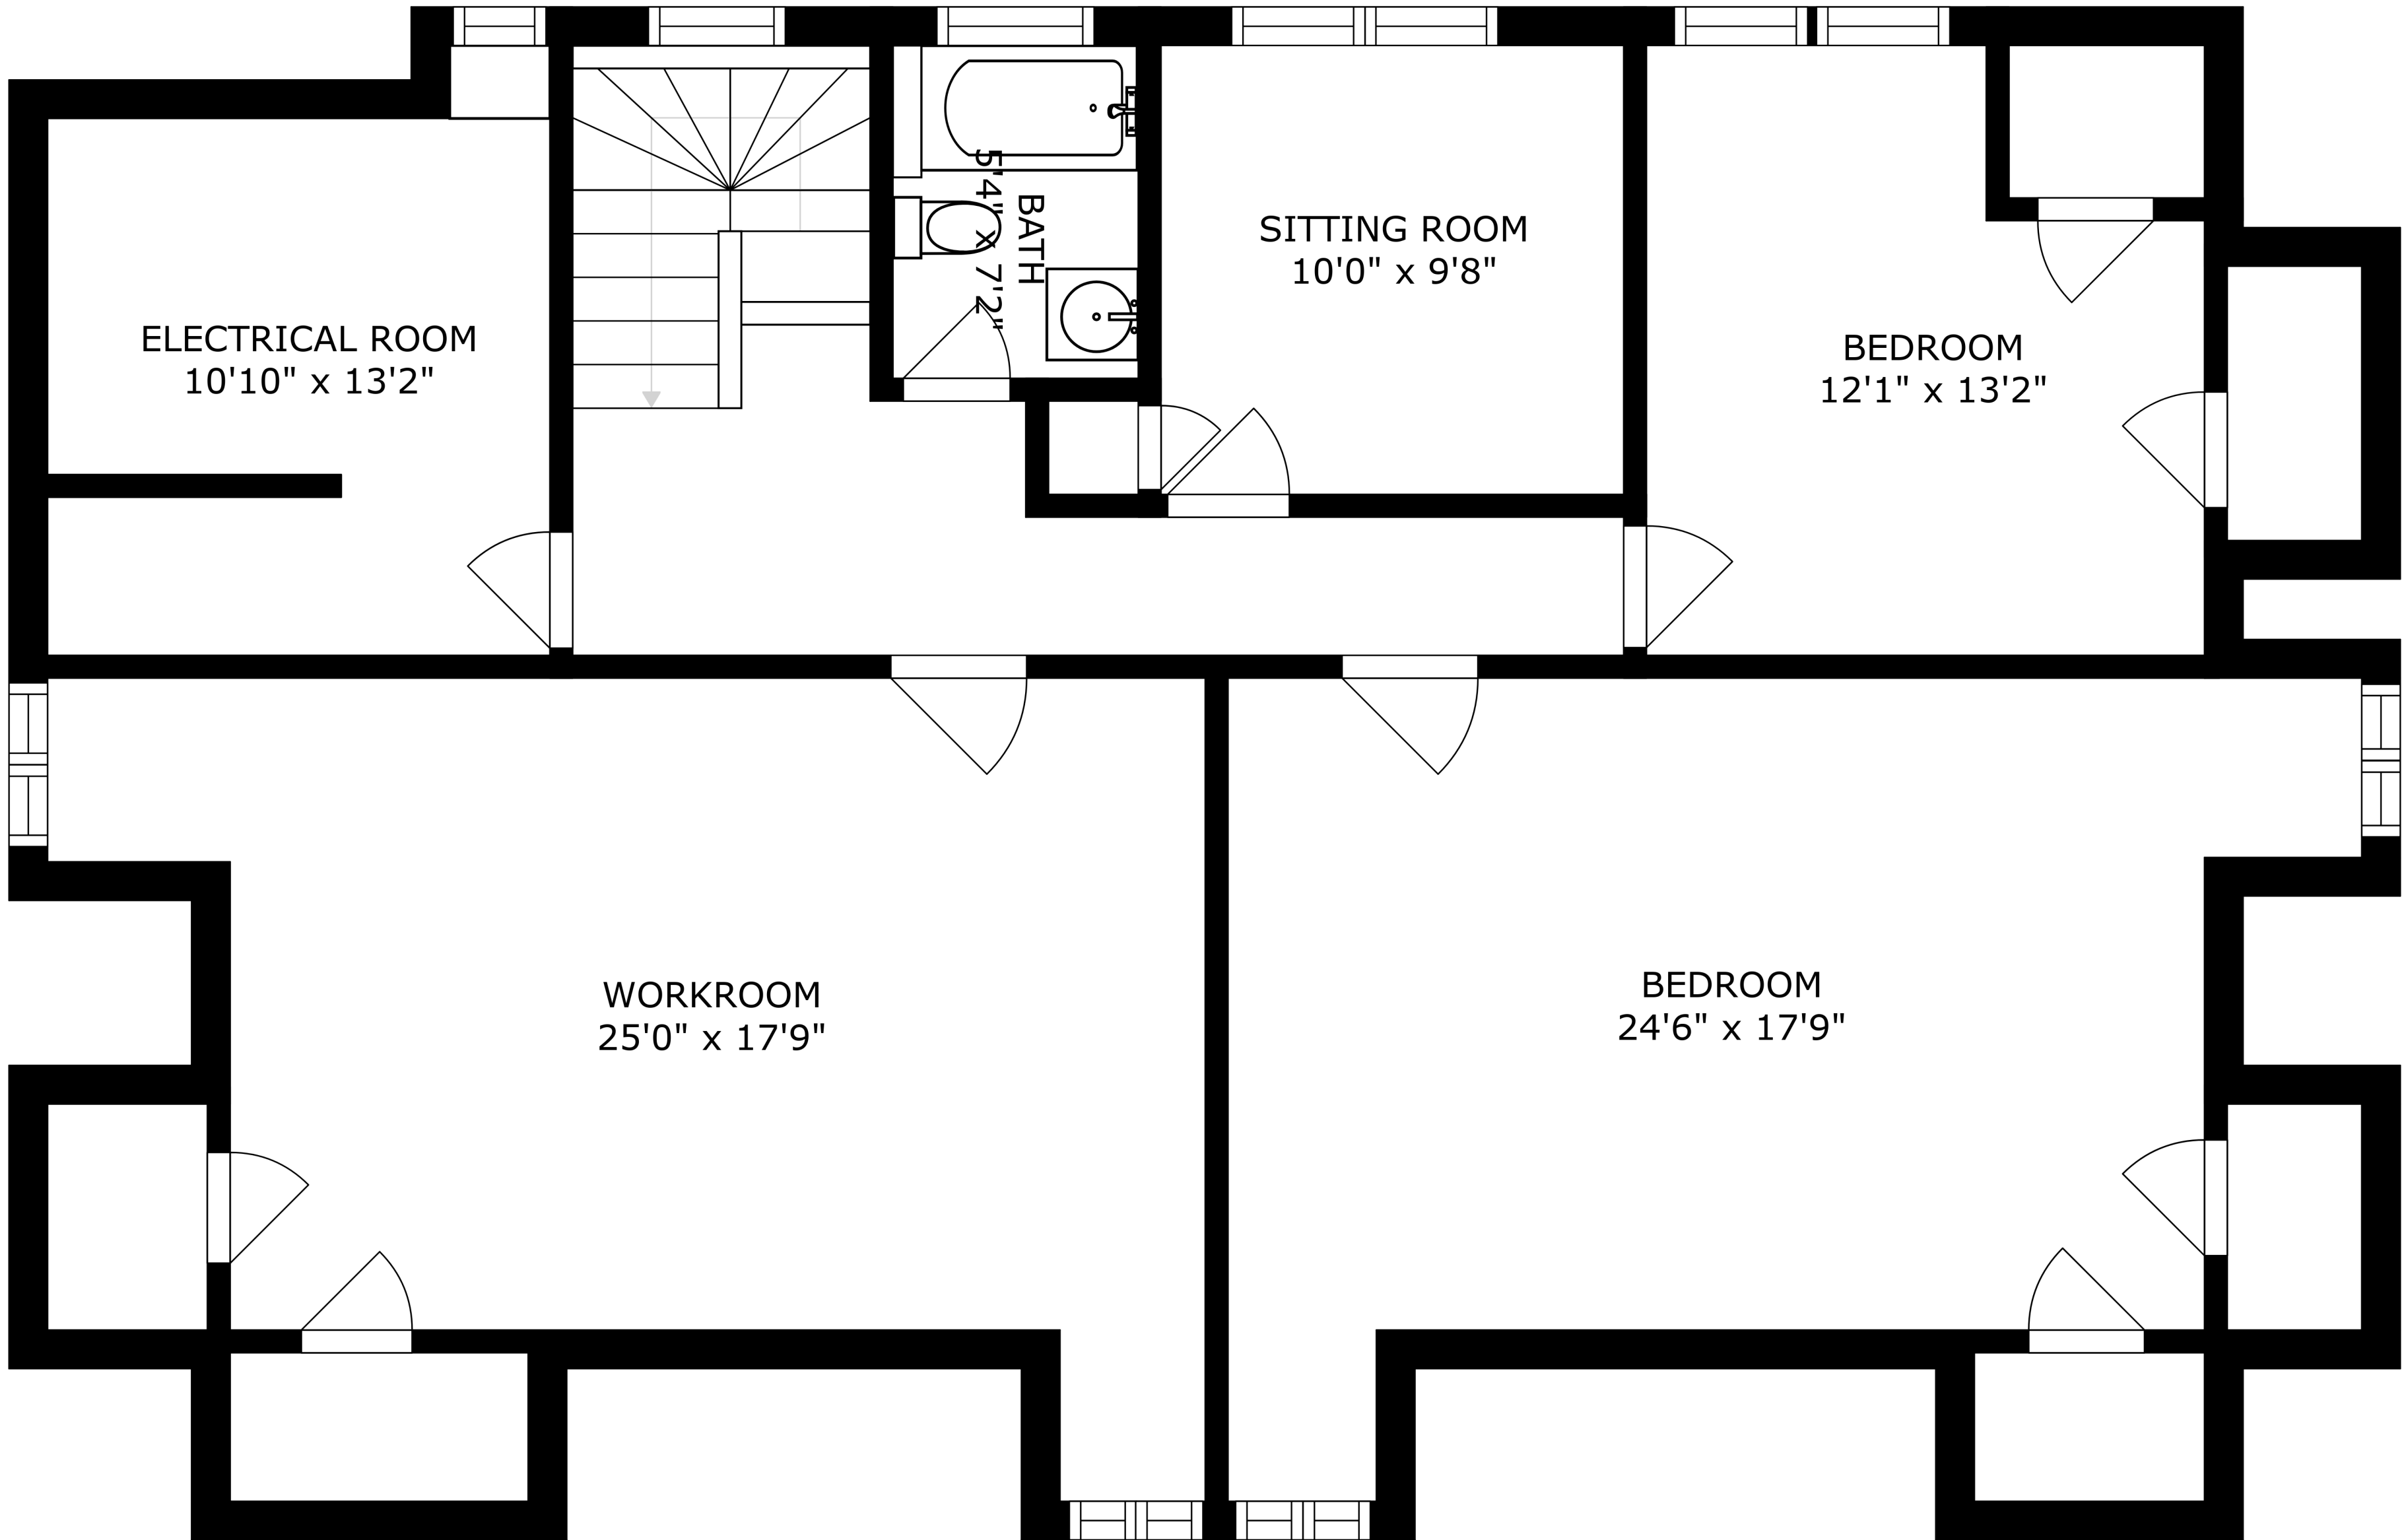 BATH
5'4" x 7'2"
SITTING ROOM
10'0" x 9'8"
ELECTRICAL ROOM
10'10" x 13'2"
BEDROOM
12'1" x 13'2"
WORKROOM
25'0" x 17'9"
BEDROOM
24'6" x 17'9"